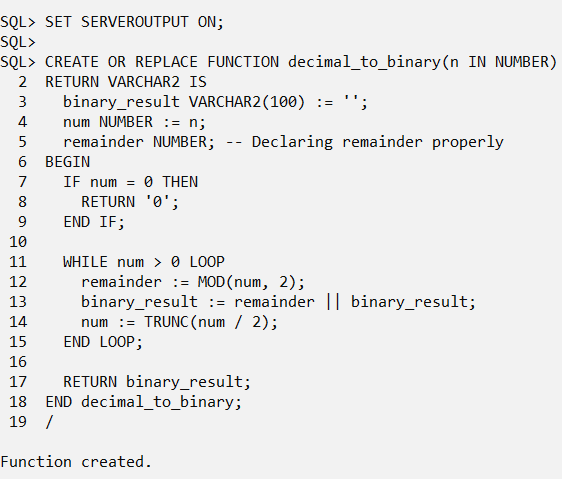 SQL> SET SERVEROUTPUT ON;
SQL>
SQL> CREATE OR REPLACE FUNCTION decimal_to_binary(n IN NUMBER)
  2  RETURN VARCHAR2 IS
  3    binary_result VARCHAR2(100) := '';
  4    num NUMBER := n;
  5    remainder NUMBER; -- Declaring remainder properly
  6  BEGIN
  7    IF num = 0 THEN
  8      RETURN '0';
  9    END IF;
 10
 11    WHILE num > 0 LOOP
 12      remainder := MOD(num, 2);
 13      binary_result := remainder || binary_result;
 14      num := TRUNC(num / 2);
 15    END LOOP;
 16
 17    RETURN binary_result;
 18  END decimal_to_binary;
 19  /
Function created.